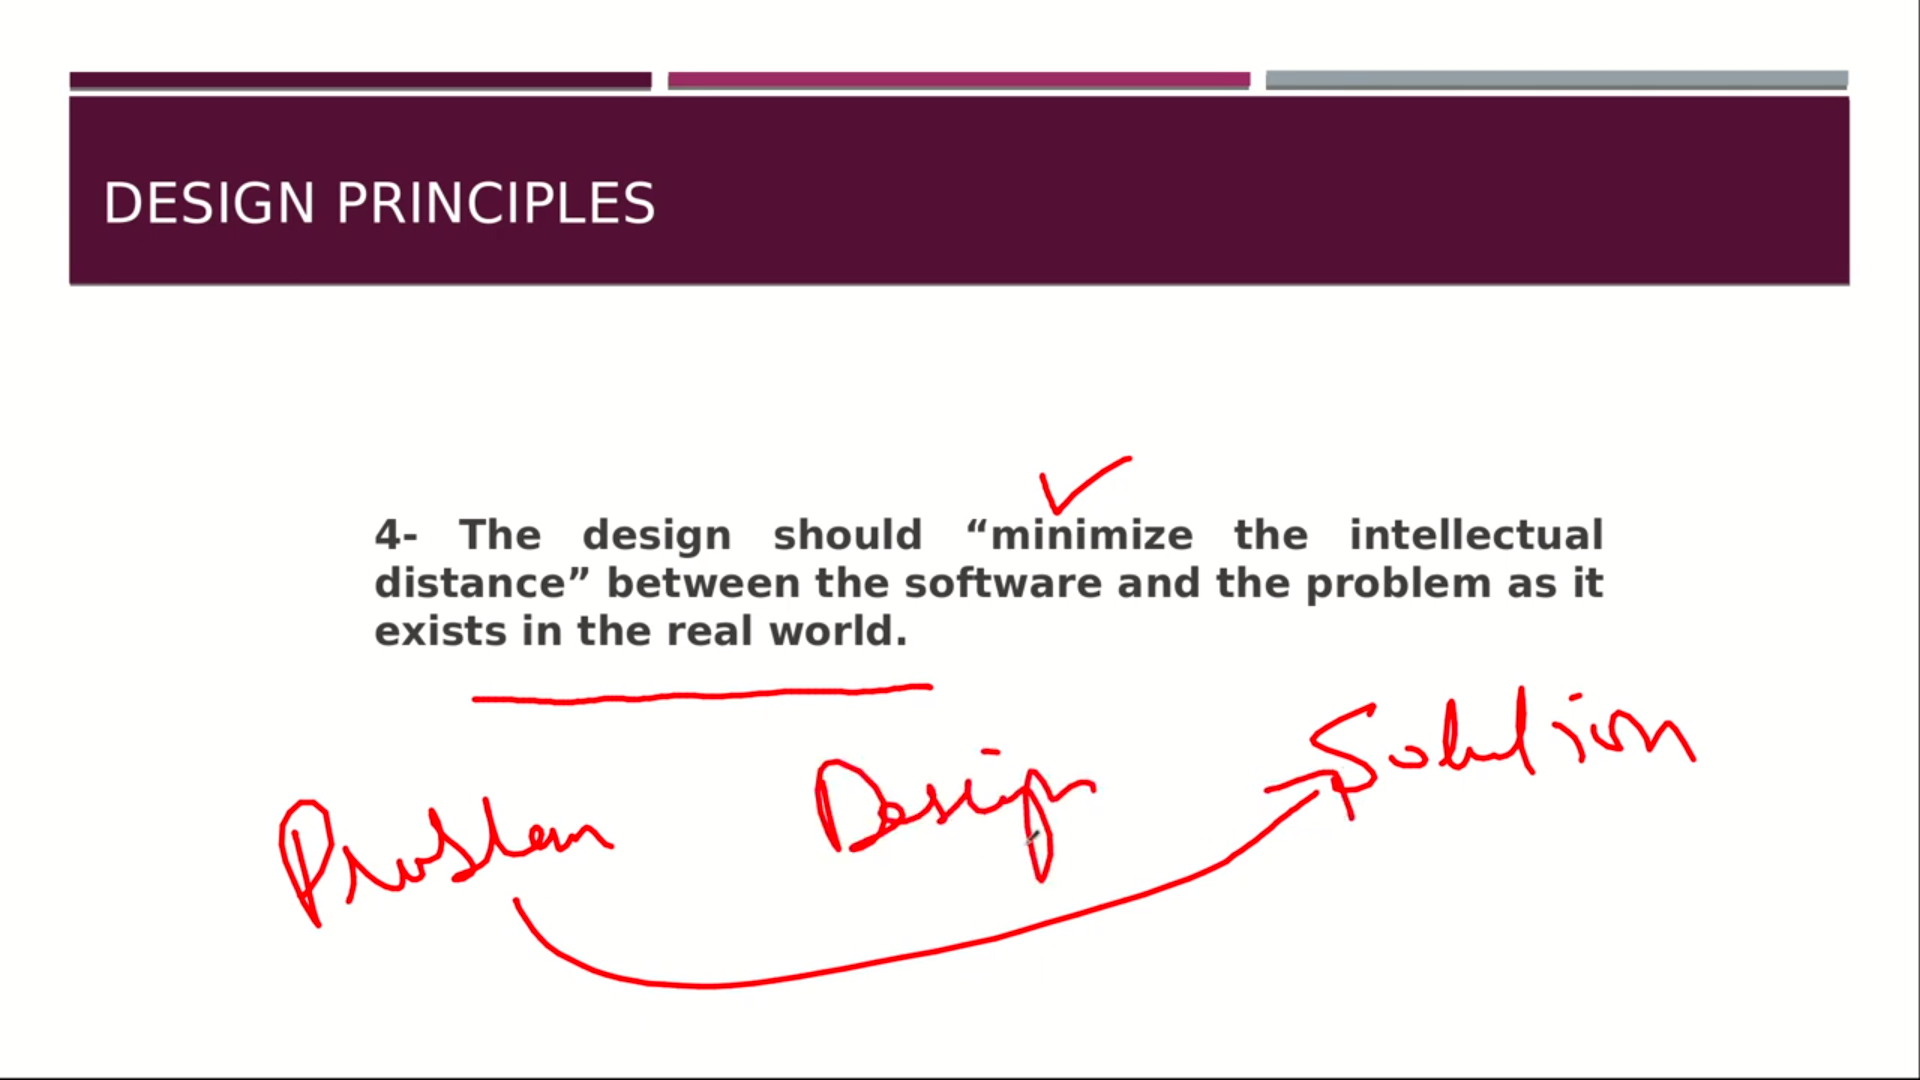 DESIGN PRINCIPLES
4- The design should “minimize the intellectual
distance” between the software and the problem as it
exists in the real world.
Problem Design Solution